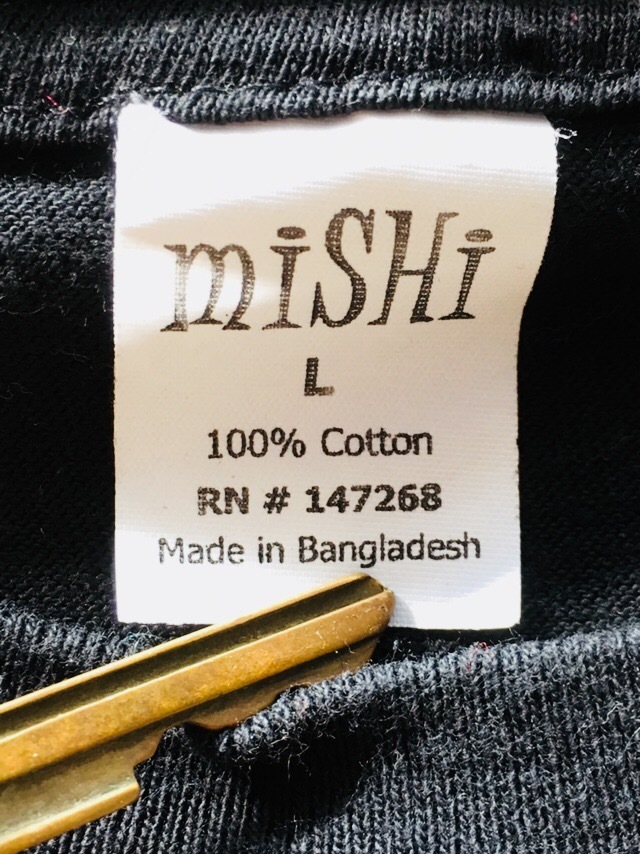 miSHi
L
100% Cotton
RN # 147268
Made in Bangladesh